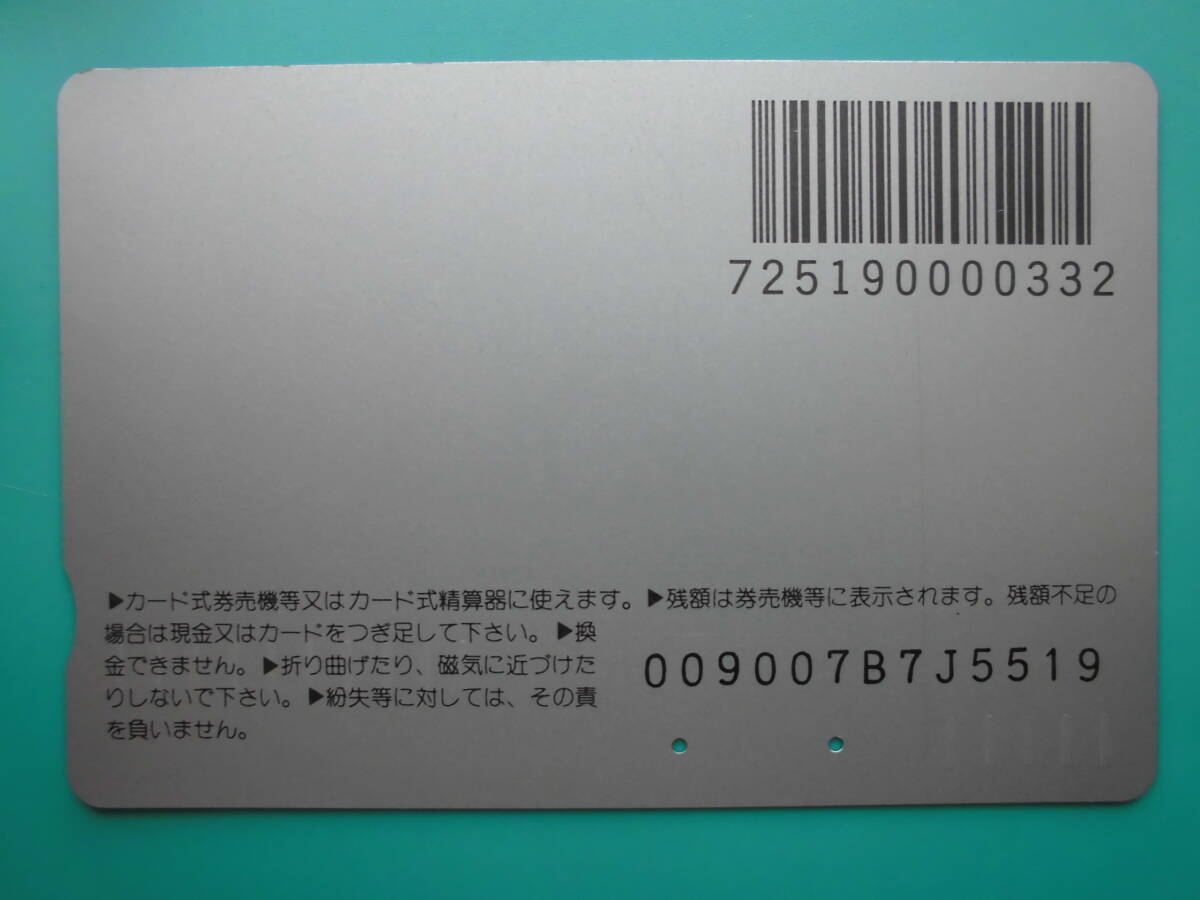 725190000332
▶カード式券売機等又はカード式精算器に使えます。▶残額は券売機等に表示されます。残額不足の
場合は現金又はカードをつぎ足して下さい。▶換
金できません。▶折り曲げたり、磁気に近づけた
りしないで下さい。▶紛失等に対しては、その責
を負いません。
009007B7J5519